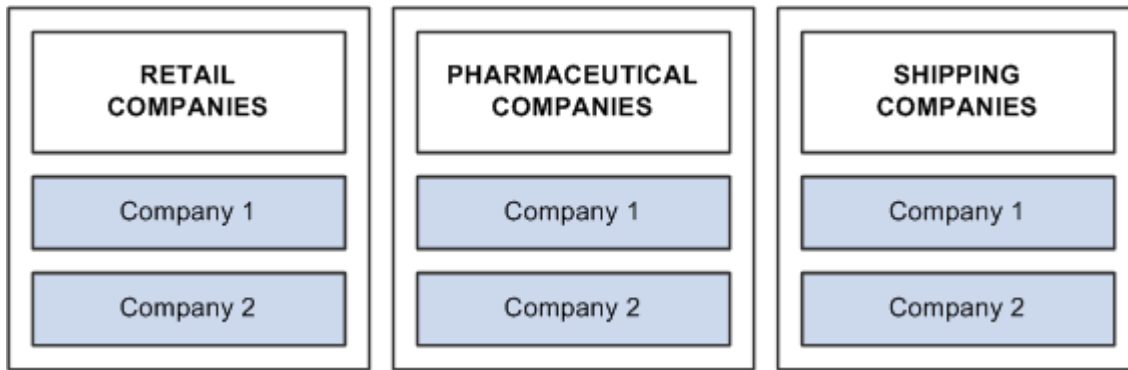 RETAIL
COMPANIES
Company 1
Company 2
PHARMACEUTICAL
COMPANIES
Company 1
Company 2
SHIPPING
COMPANIES
Company 1
Company 2